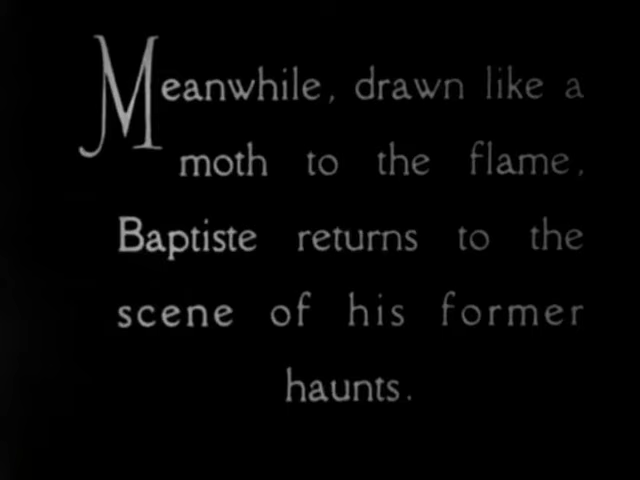 Meanwhile, drawn like a
moth to the flame,
Baptiste returns to the
scene of his former
haunts.